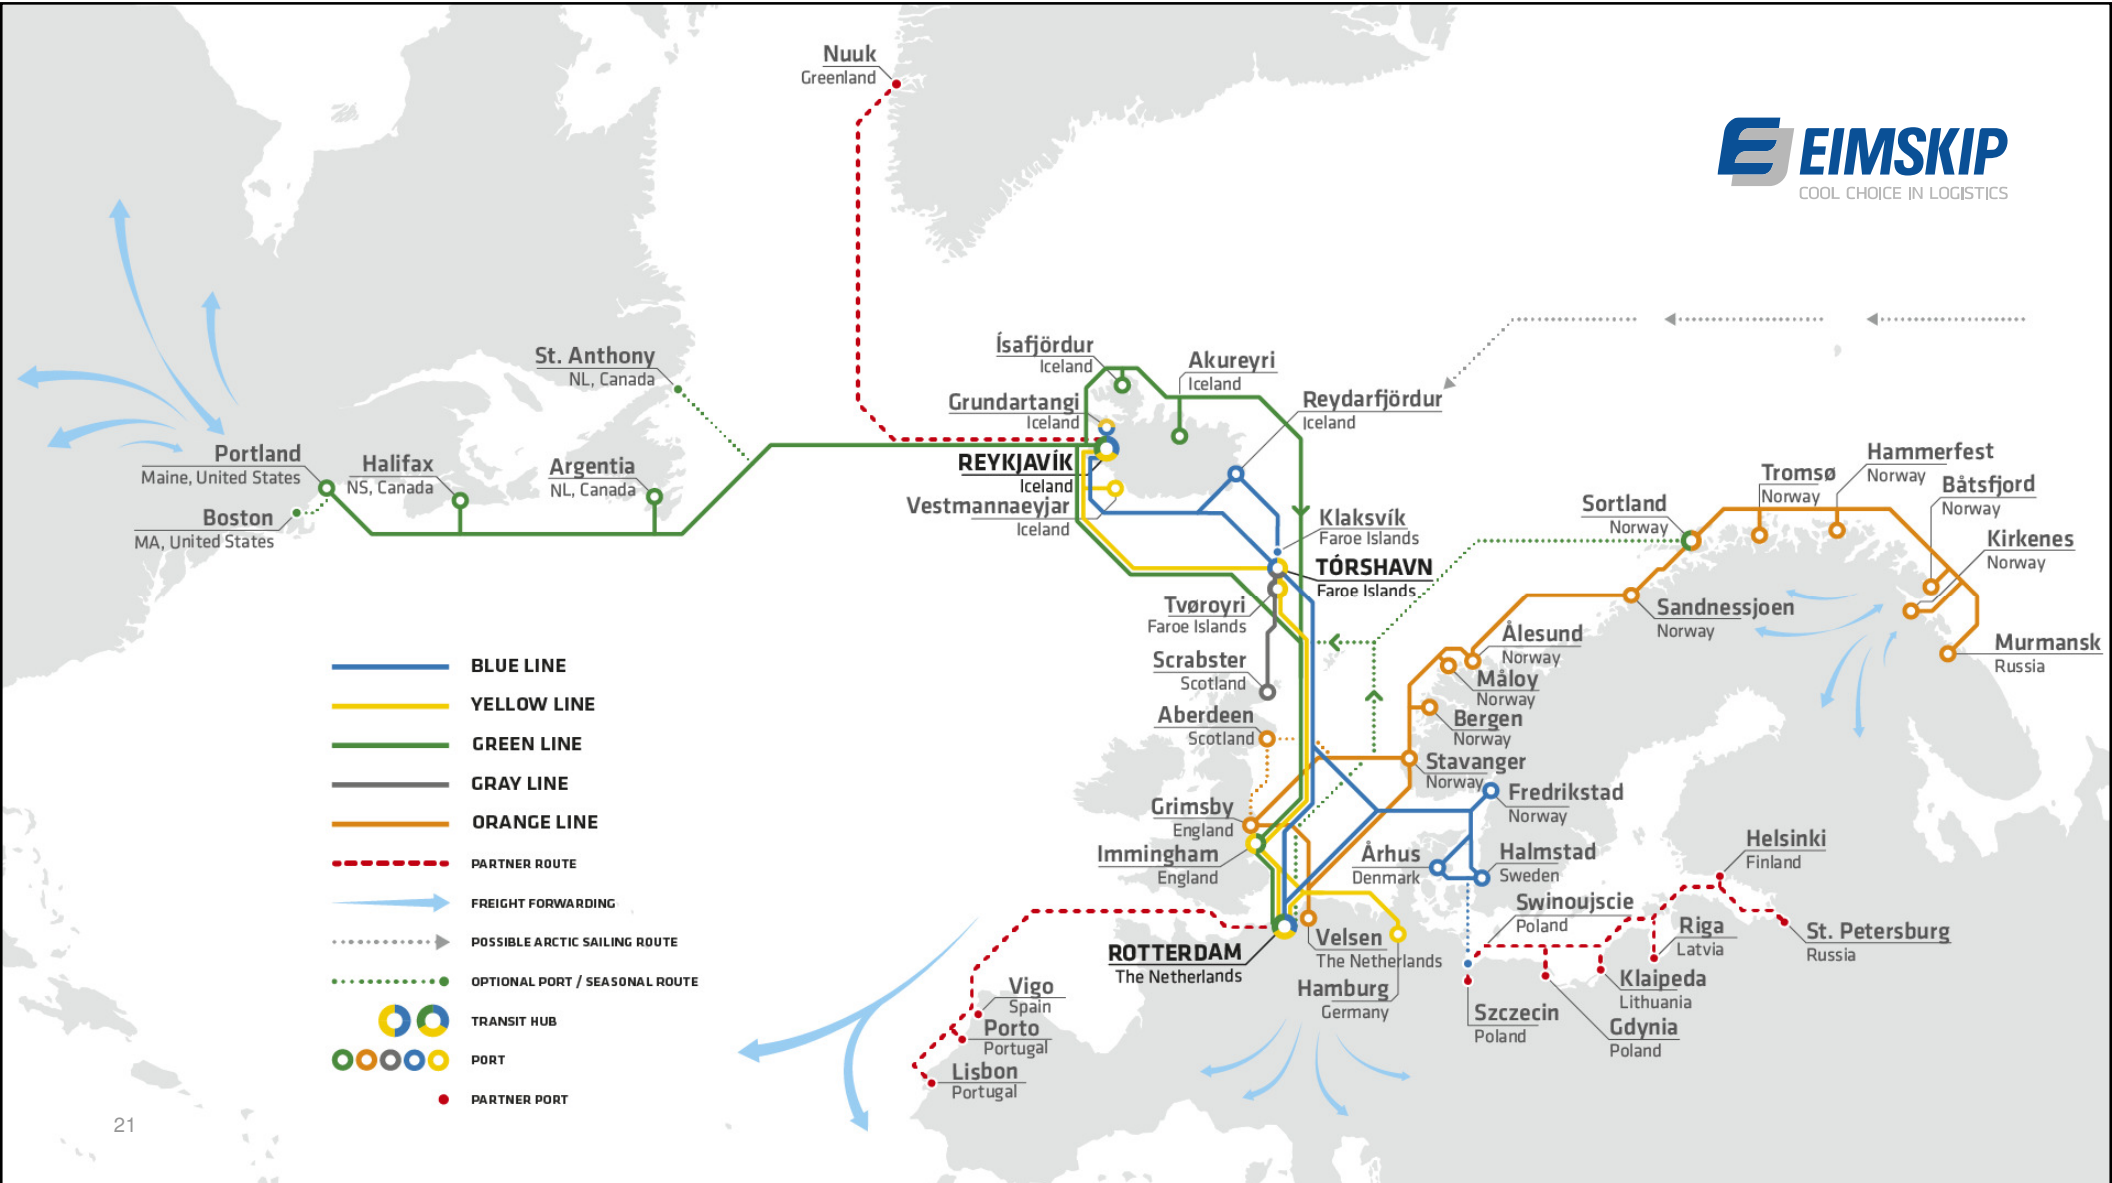 Nuuk
Greenland
EIMSKIP
COOL CHOICE IN LOGISTICS
St. Anthony
NL, Canada
Portland
Maine, United States
Halifax
NS, Canada
Argentia
NL, Canada
Boston
MA, United States
Ísafjördur
Iceland
Akureyri
Iceland
Grundartangi
Iceland
Reydarfjördur
Iceland
REYKJAVÍK
Iceland
Vestmannaeyjar
Iceland
Klaksvík
Faroe Islands
TÓRSHAVN
Faroe Islands
Tvøroyri
Faroe Islands
Scrabster
Scotland
Aberdeen
Scotland
Grimsby
England
Immingham
England
ROTTERDAM
The Netherlands
Velsen
The Netherlands
Hamburg
Germany
Vigo
Spain
Porto
Portugal
Lisbon
Portugal
Sortland
Norway
Tromsø
Norway
Hammerfest
Norway
Båtsfjord
Norway
Kirkenes
Norway
Murmansk
Russia
Sandnessjoen
Norway
Ålesund
Norway
Måloy
Norway
Bergen
Norway
Stavanger
Norway
Fredrikstad
Norway
Århus
Denmark
Halmstad
Sweden
Swinoujscie
Poland
Szczecin
Poland
Gdynia
Poland
Klaipeda
Lithuania
Riga
Latvia
Helsinki
Finland
St. Petersburg
Russia
BLUE LINE
YELLOW LINE
GREEN LINE
GRAY LINE
ORANGE LINE
PARTNER ROUTE
FREIGHT FORWARDING
POSSIBLE ARCTIC SAILING ROUTE
OPTIONAL PORT / SEASONAL ROUTE
TRANSIT HUB
PORT
PARTNER PORT
21